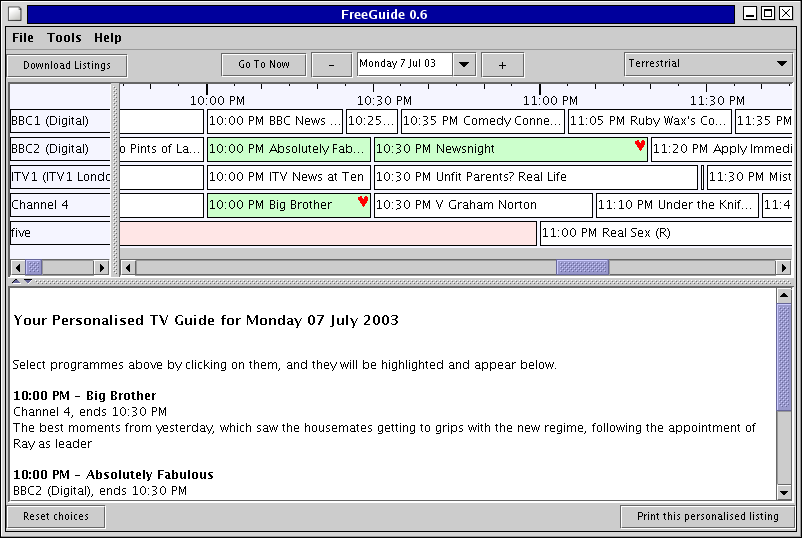 FreeGuide 0.6
File Tools Help
Download Listings Go To Now - Monday 7 Jul 03 + Terrestrial
10:00 PM 10:30 PM 11:00 PM 11:30 PM
BBC1 (Digital) 10:00 PM BBC News ... 10:25... 10:35 PM Comedy Conne... 11:05 PM Ruby Wax's Co... 11:35 PM
BBC2 (Digital) o Pints of La... 10:00 PM Absolutely Fab... 10:30 PM Newsnight 11:20 PM Apply Immedi
ITV1 (ITV1 Londo 10:00 PM ITV News at Ten 10:30 PM Unfit Parents? Real Life 11:30 PM Mist
Channel 4 10:00 PM Big Brother 10:30 PM V Graham Norton 11:10 PM Under the Knif... 11:4
five 11:00 PM Real Sex (R)
Your Personalised TV Guide for Monday 07 July 2003
Select programmes above by clicking on them, and they will be highlighted and appear below.
10:00 PM - Big Brother
Channel 4, ends 10:30 PM
The best moments from yesterday, which saw the housemates getting to grips with the new regime, following the appointment of
Ray as leader
10:00 PM - Absolutely Fabulous
BBC2 (Digital), ends 10:30 PM
Reset choices Print this personalised listing